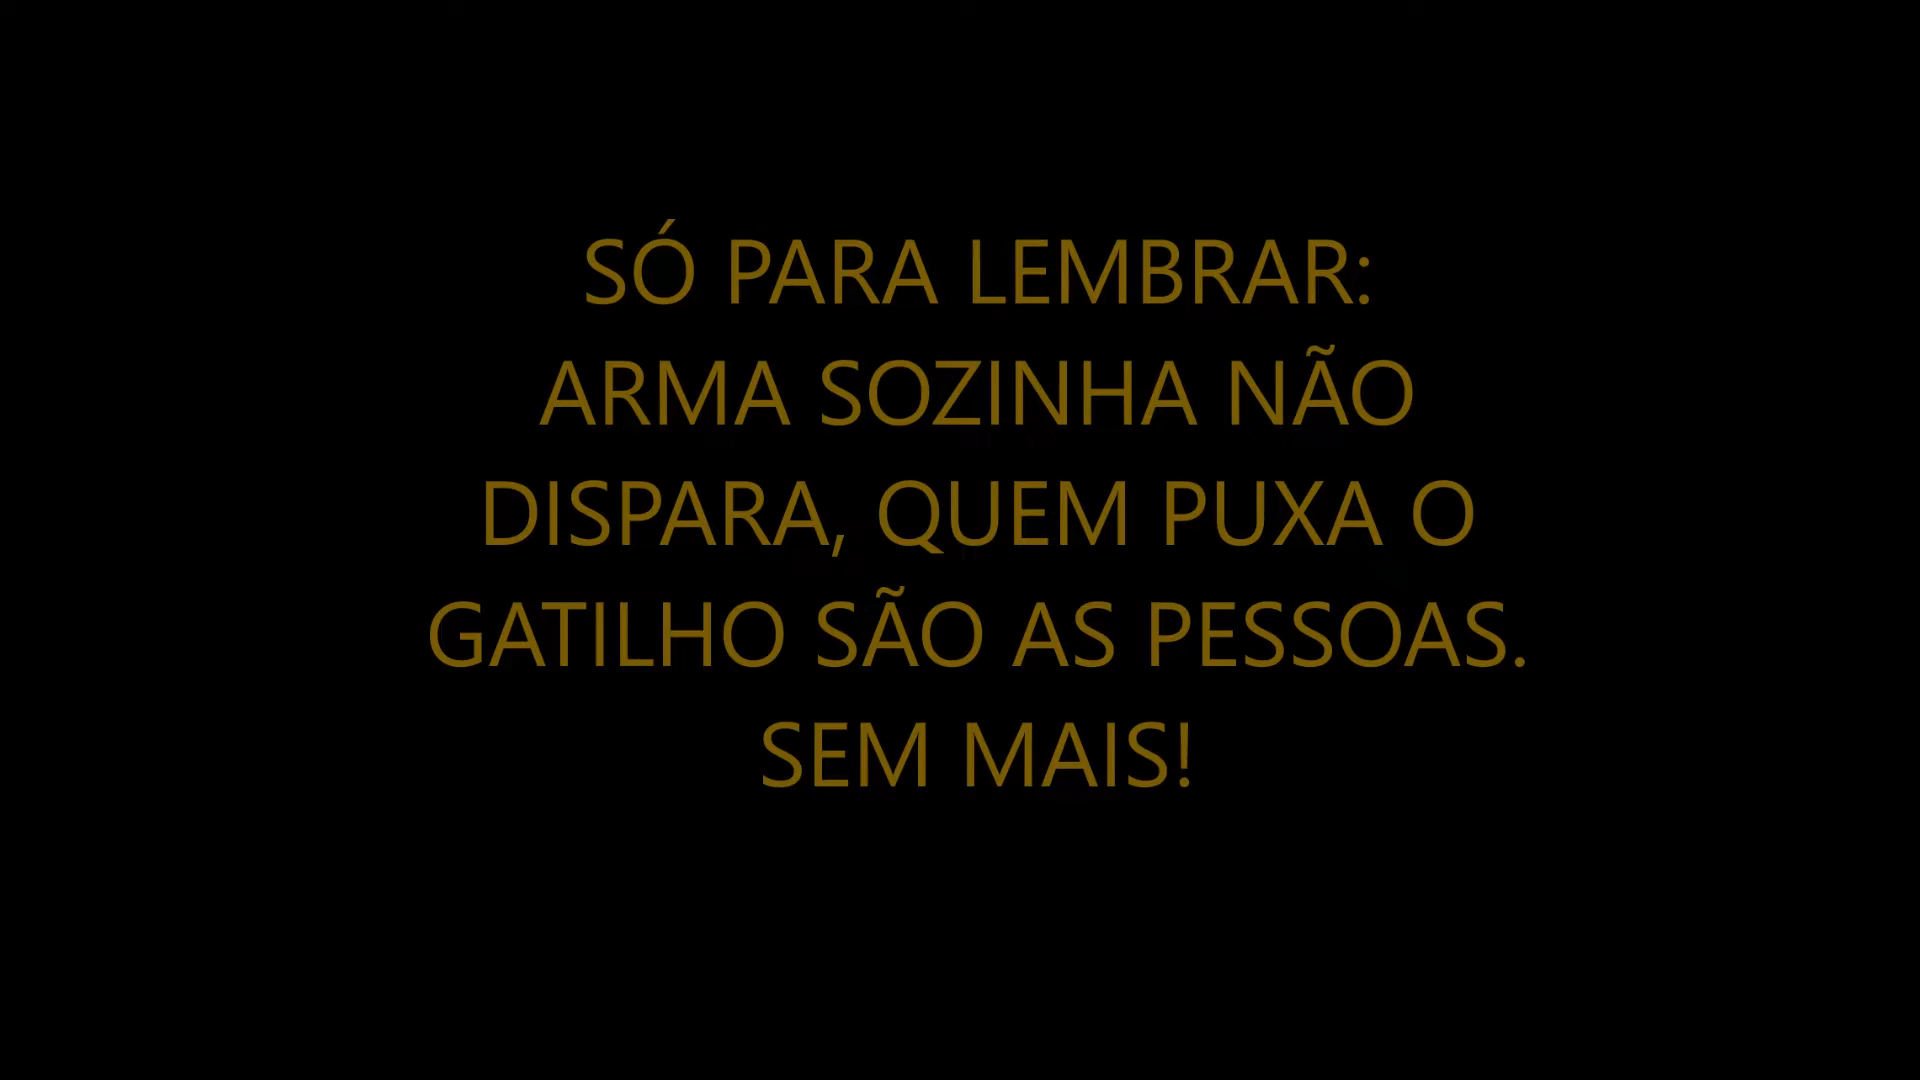 SÓ PARA LEMBRAR:
ARMA SOZINHA NÃO
DISPARA, QUEM PUXA O
GATILHO SÃO AS PESSOAS.
SEM MAIS!